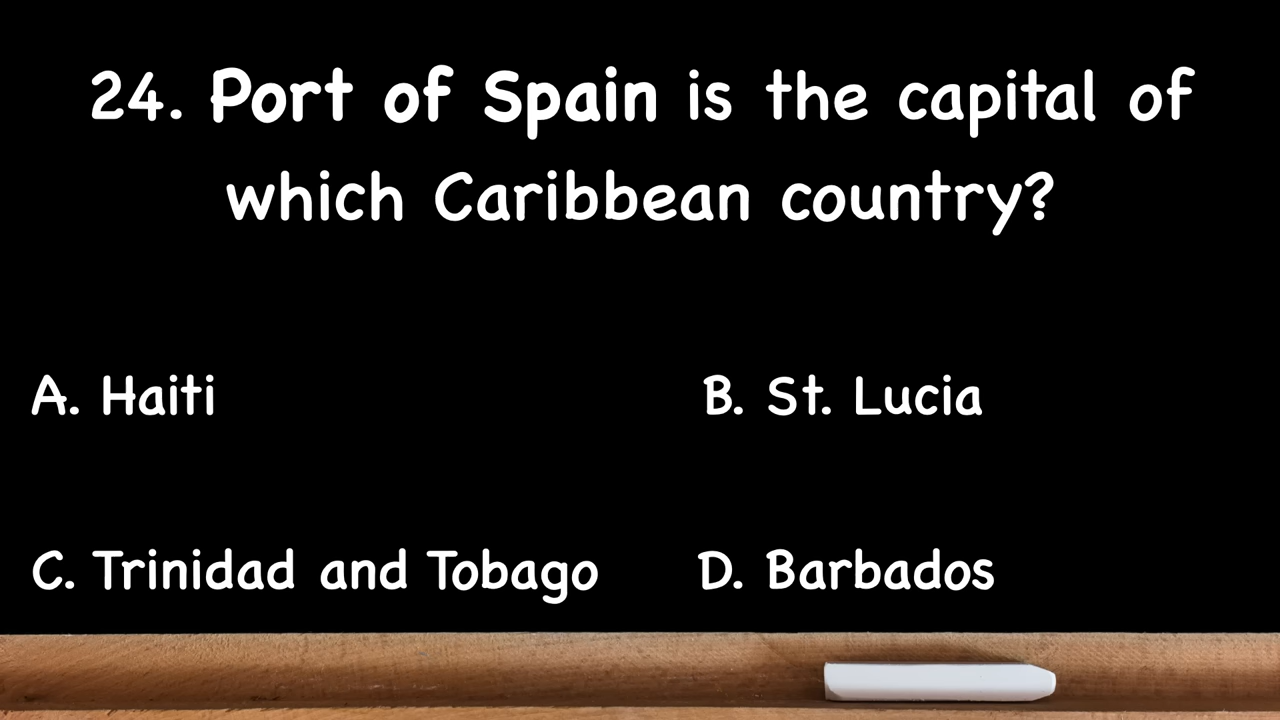 24. Port of Spain is the capital of
which Caribbean country?
A. Haiti
B. St. Lucia
C. Trinidad and Tobago
D. Barbados